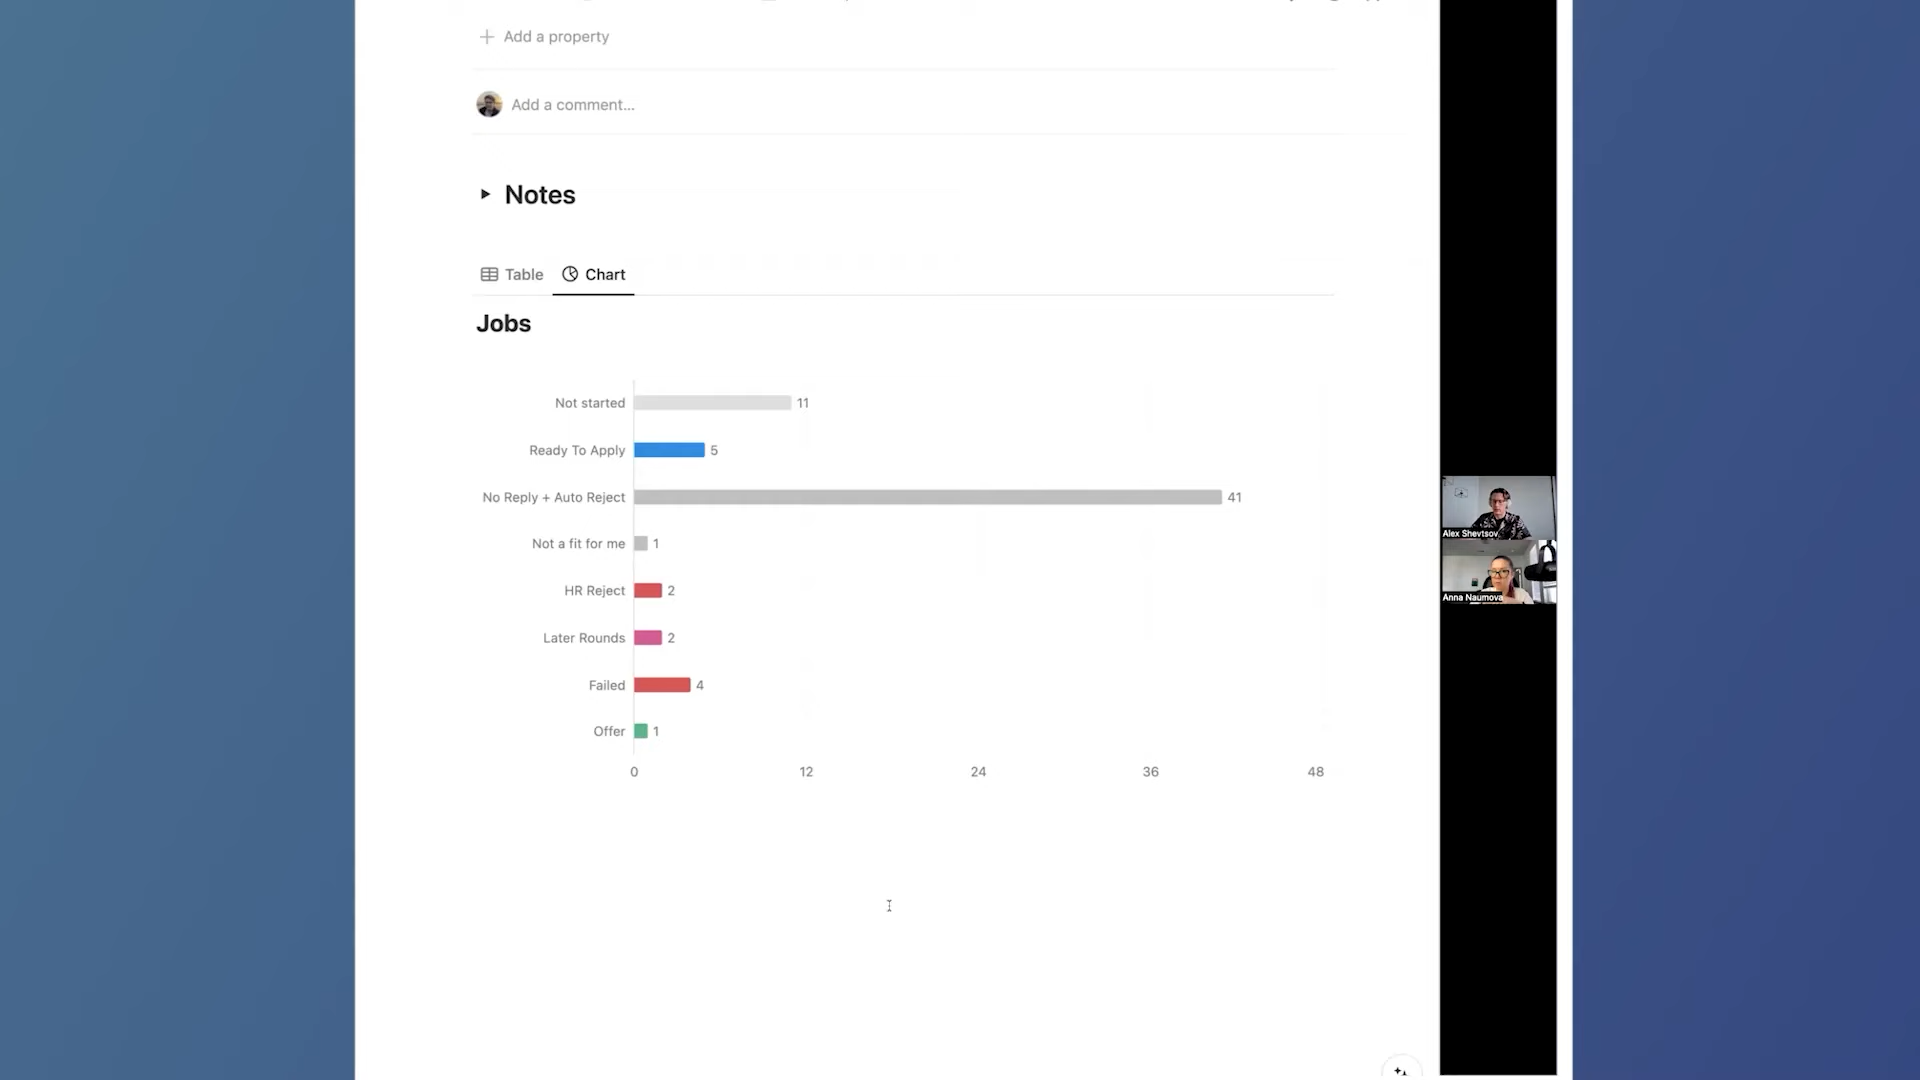 Add a property
Add a comment...
Notes
Table
Chart
Jobs
Not started 11
Ready To Apply 5
No Reply + Auto Reject 41
Not a fit for me 1
HR Reject 2
Later Rounds 2
Failed 4
Offer 1
0 12 24 36 48
Alex Shevtsov
Anna Naumova